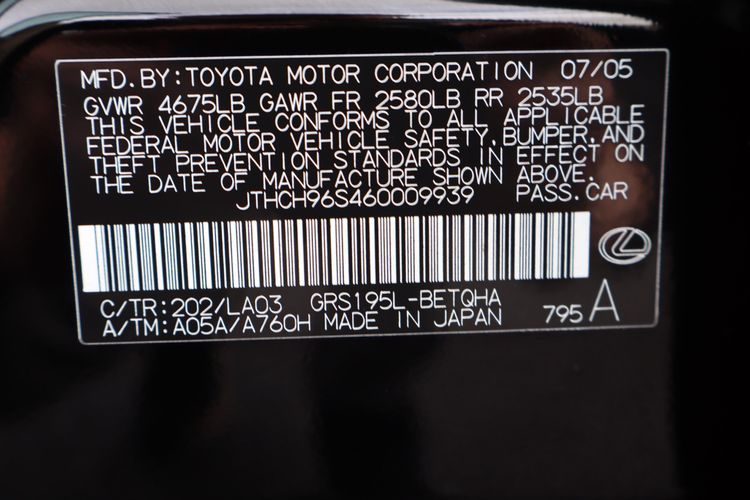 MFD.BY:TOYOTA MOTOR CORPORATION 07/05
GVWR 4675LB GAWR FR 2580LB RR 2535LB
THIS VEHICLE CONFORMS TO ALL APPLICABLE
FEDERAL MOTOR VEHICLE SAFETY,BUMPER,AND
THEFT PREVENTION STANDARDS IN EFFECT ON
THE DATE OF MANUFACTURE SHOWN ABOVE.
JTHCH96S460009939 PASS.CAR
C/TR:202/LA03 GRS195L-BETQHA
A/TM:A05A/A760H MADE IN JAPAN 795 A